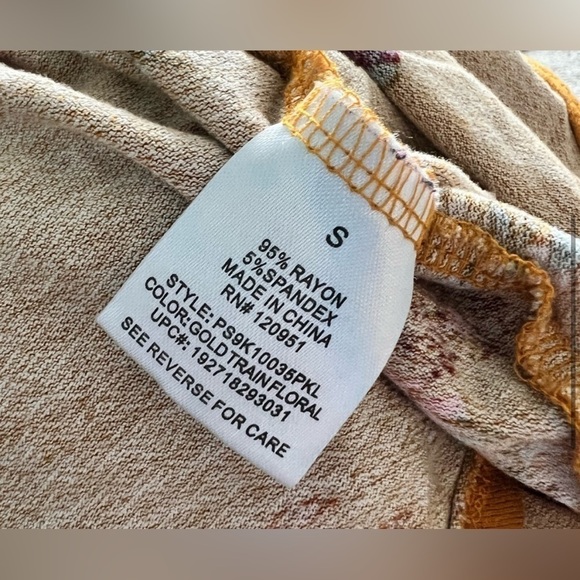 S
95% RAYON
5%SPANDEX
MADE IN CHINA
RN# 120951
STYLE: PS9K10035PKL
COLOR:GOLD TRAIN FLORAL
UPC#: 192718293031
SEE REVERSE FOR CARE